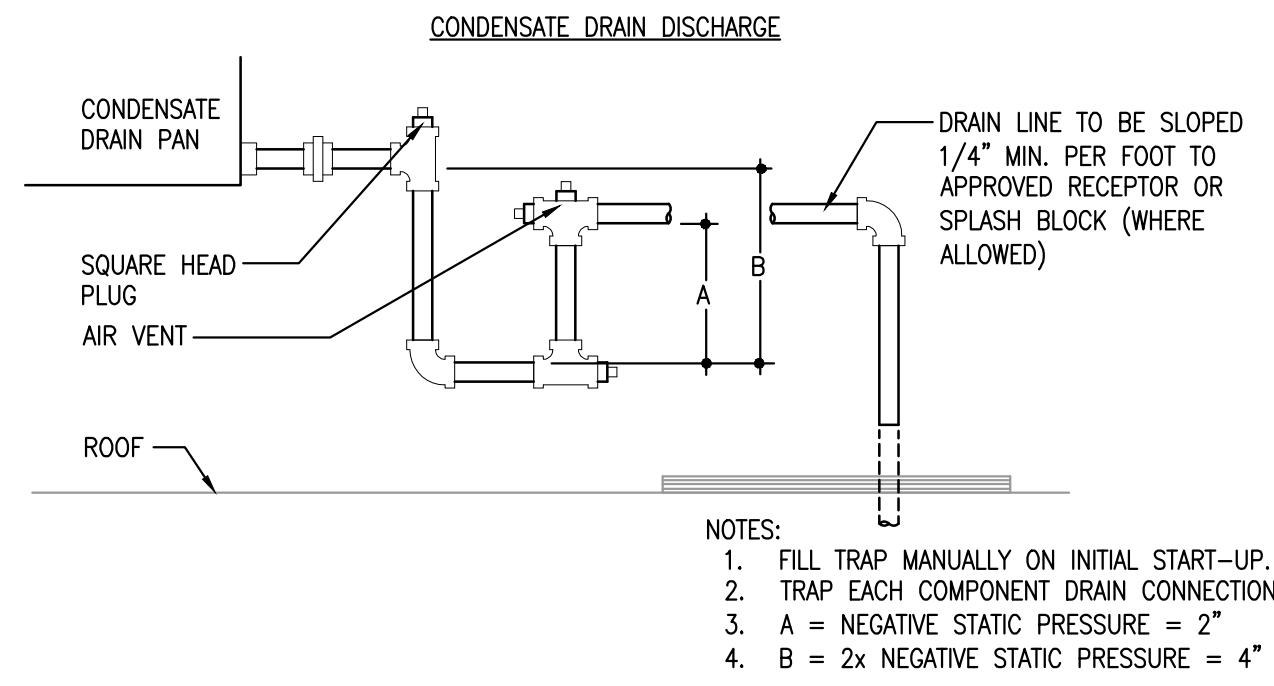 CONDENSATE DRAIN DISCHARGE
CONDENSATE
DRAIN PAN
DRAIN LINE TO BE SLOPED
1/4" MIN. PER FOOT TO
APPROVED RECEPTOR OR
SPLASH BLOCK (WHERE
ALLOWED)
B
A
SQUARE HEAD
PLUG
AIR VENT
ROOF
NOTES:
1. FILL TRAP MANUALLY ON INITIAL START-UP.
2. TRAP EACH COMPONENT DRAIN CONNECTION
3. A = NEGATIVE STATIC PRESSURE = 2"
4. B = 2x NEGATIVE STATIC PRESSURE = 4"